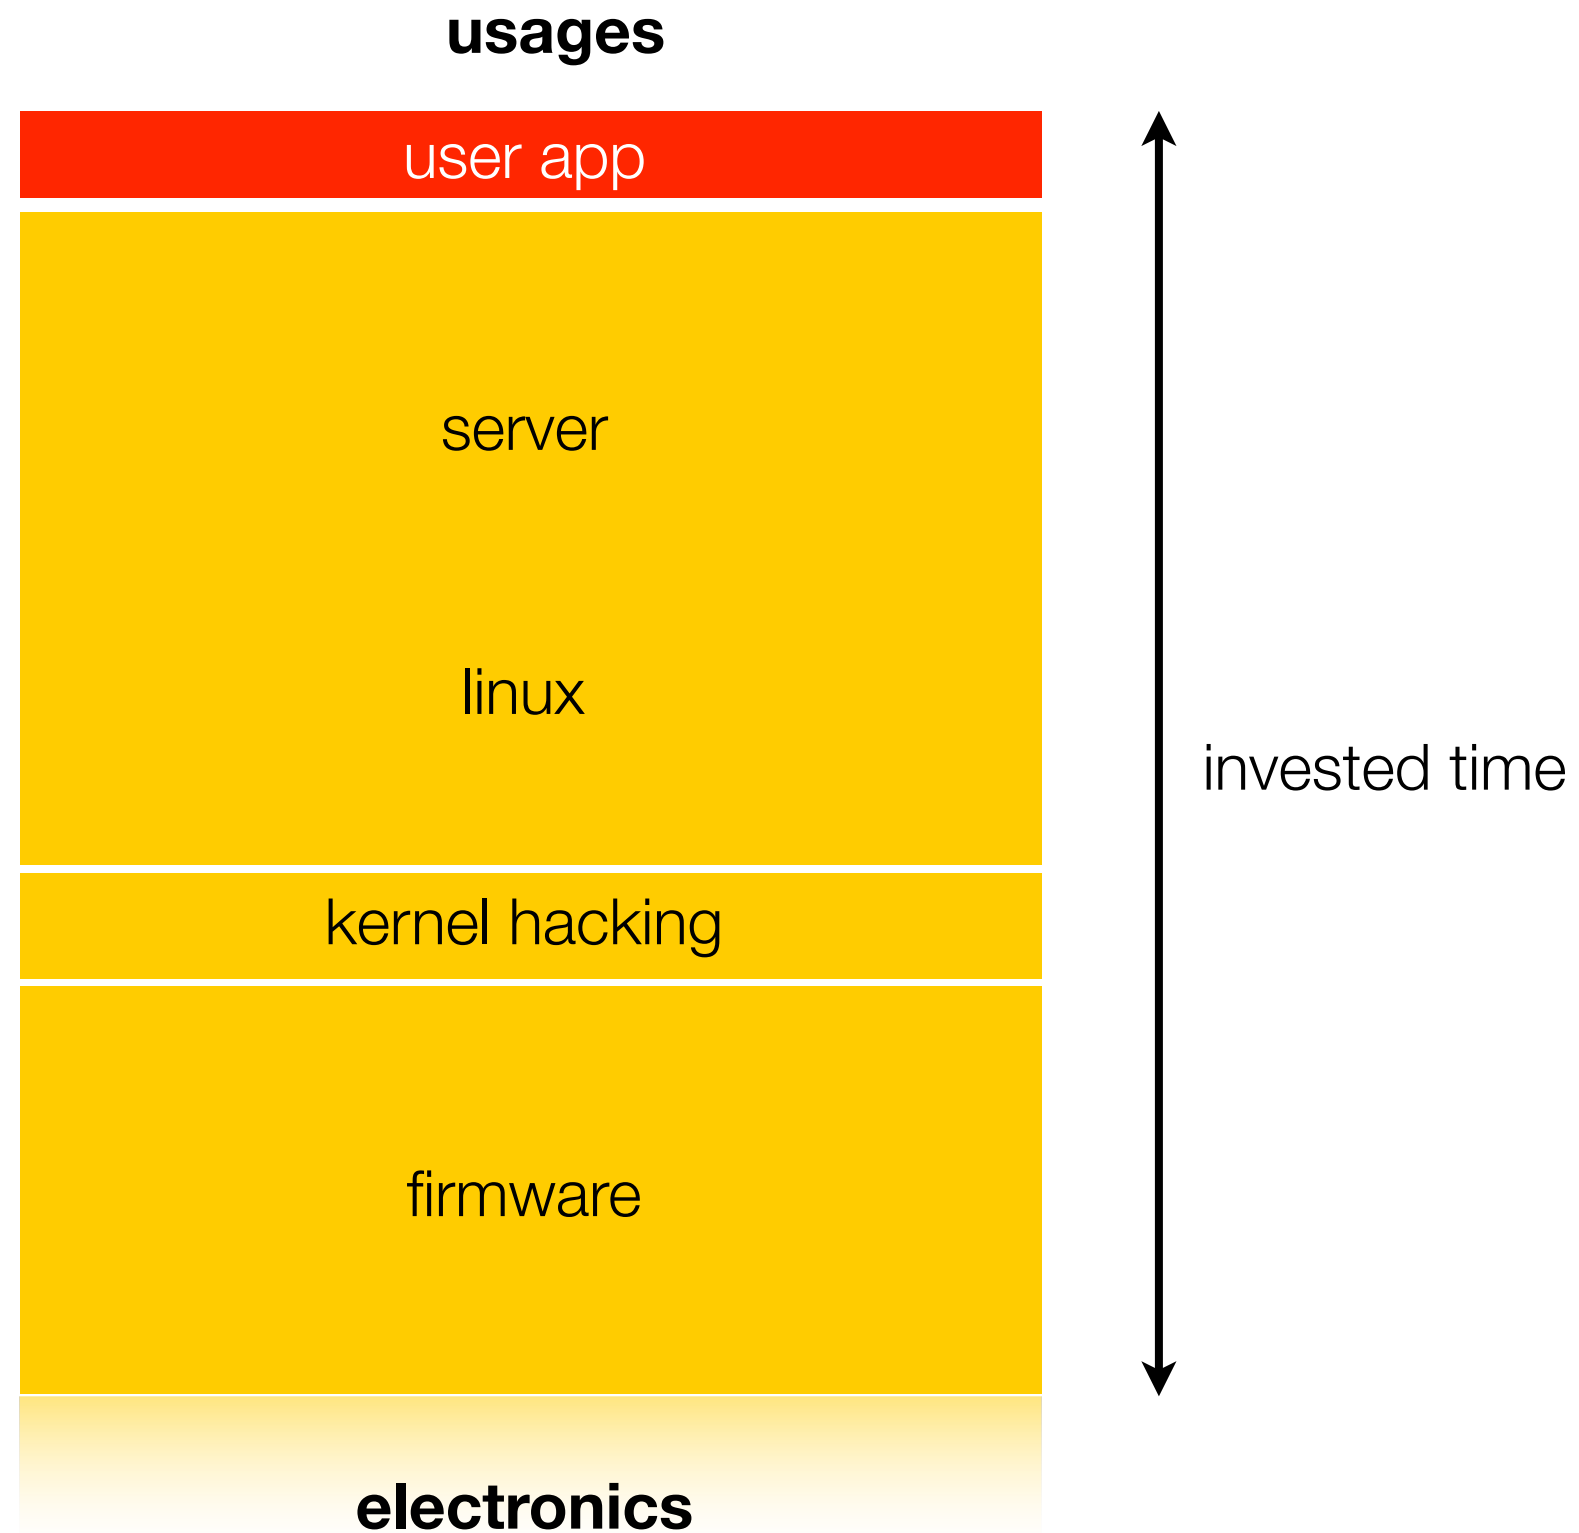 usages
user app
server
linux
invested time
kernel hacking
firmware
electronics